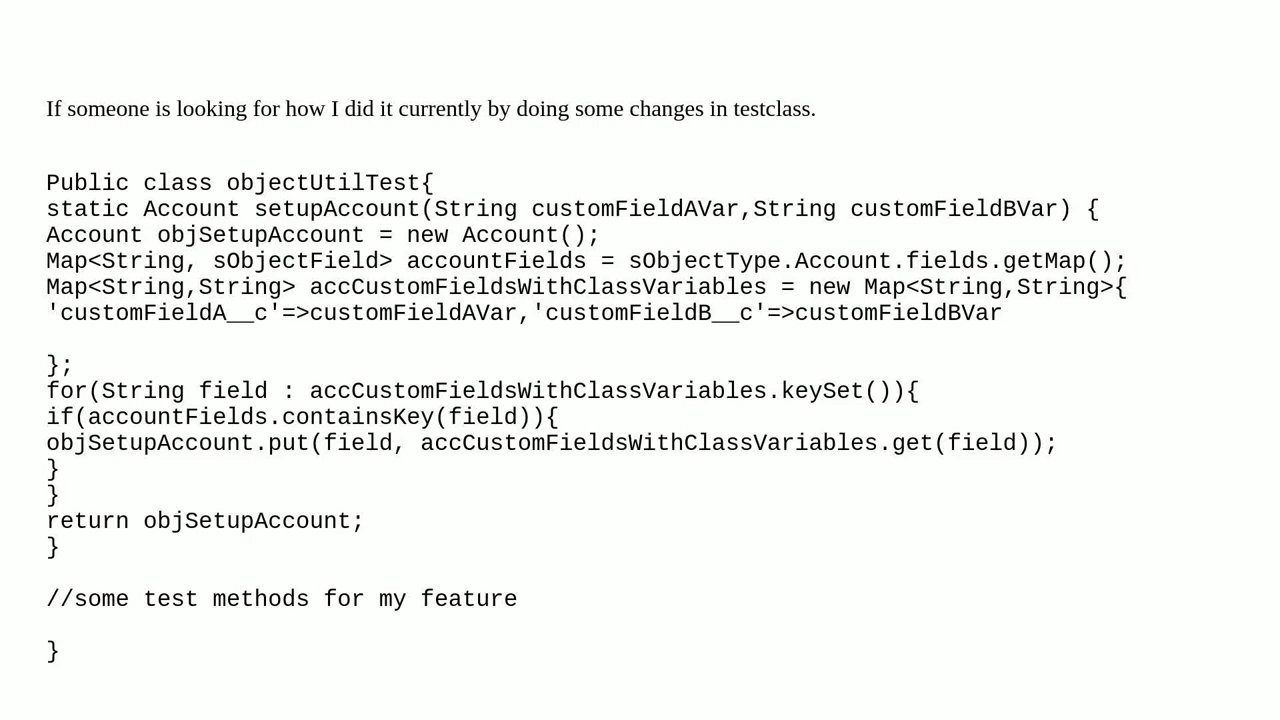 If someone is looking for how I did it currently by doing some changes in testclass.
Public class objectUtilTest{
static Account setupAccount(String customFieldAVar,String customFieldBVar) {
Account objSetupAccount = new Account();
Map<String, sObjectField> accountFields = sObjectType.Account.fields.getMap();
Map<String,String> accCustomFieldsWithClassVariables = new Map<String,String>{
'customFieldA__c'=>customFieldAVar,'customFieldB__c'=>customFieldBVar
};
for(String field : accCustomFieldsWithClassVariables.keySet()){
if(accountFields.containsKey(field)){
objSetupAccount.put(field, accCustomFieldsWithClassVariables.get(field));
}
}
return objSetupAccount;
}
//some test methods for my feature
}